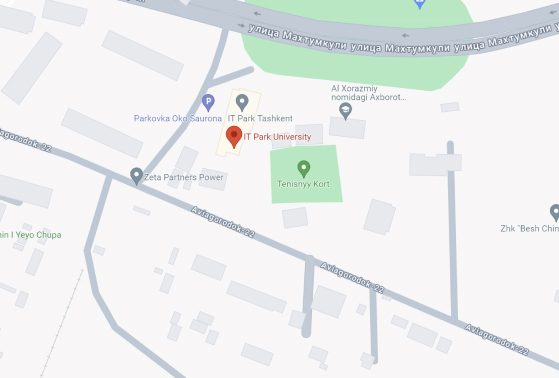 улица Махтумкули улица Махтумкули улица Махтумкули
Al Xorazmiy
nomidagi Axborot...
Parkovka Oko Saurona
IT Park Tashkent
IT Park University
Aviagorodok-22
Zeta Partners Power
Tenisnyy Kort
Aviagorodok-22
Zhk "Besh Chin
in I Yeyo Chupa
Aviagorodok-22
Aviagorodok-22